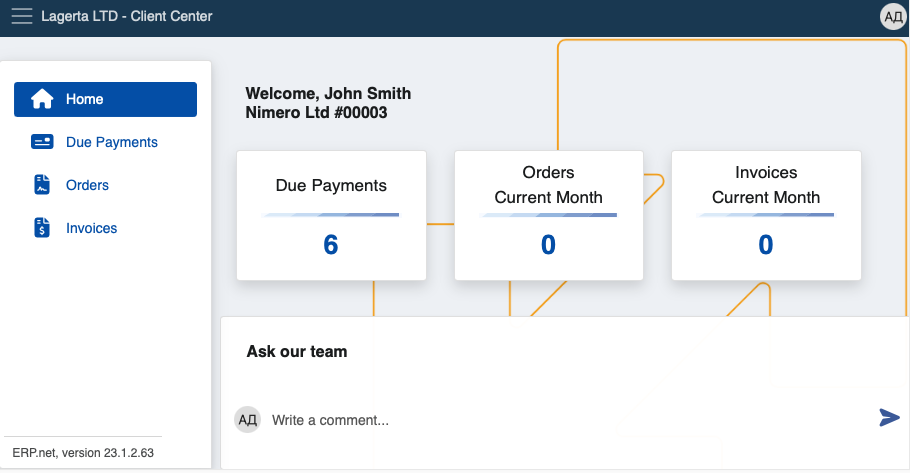 Lagerta LTD - Client Center
АД
Home
Due Payments
Orders
Invoices
ERP.net, version 23.1.2.63
Welcome, John Smith
Nimero Ltd #00003
Due Payments
6
Orders
Current Month
0
Invoices
Current Month
0
Ask our team
АД
Write a comment...